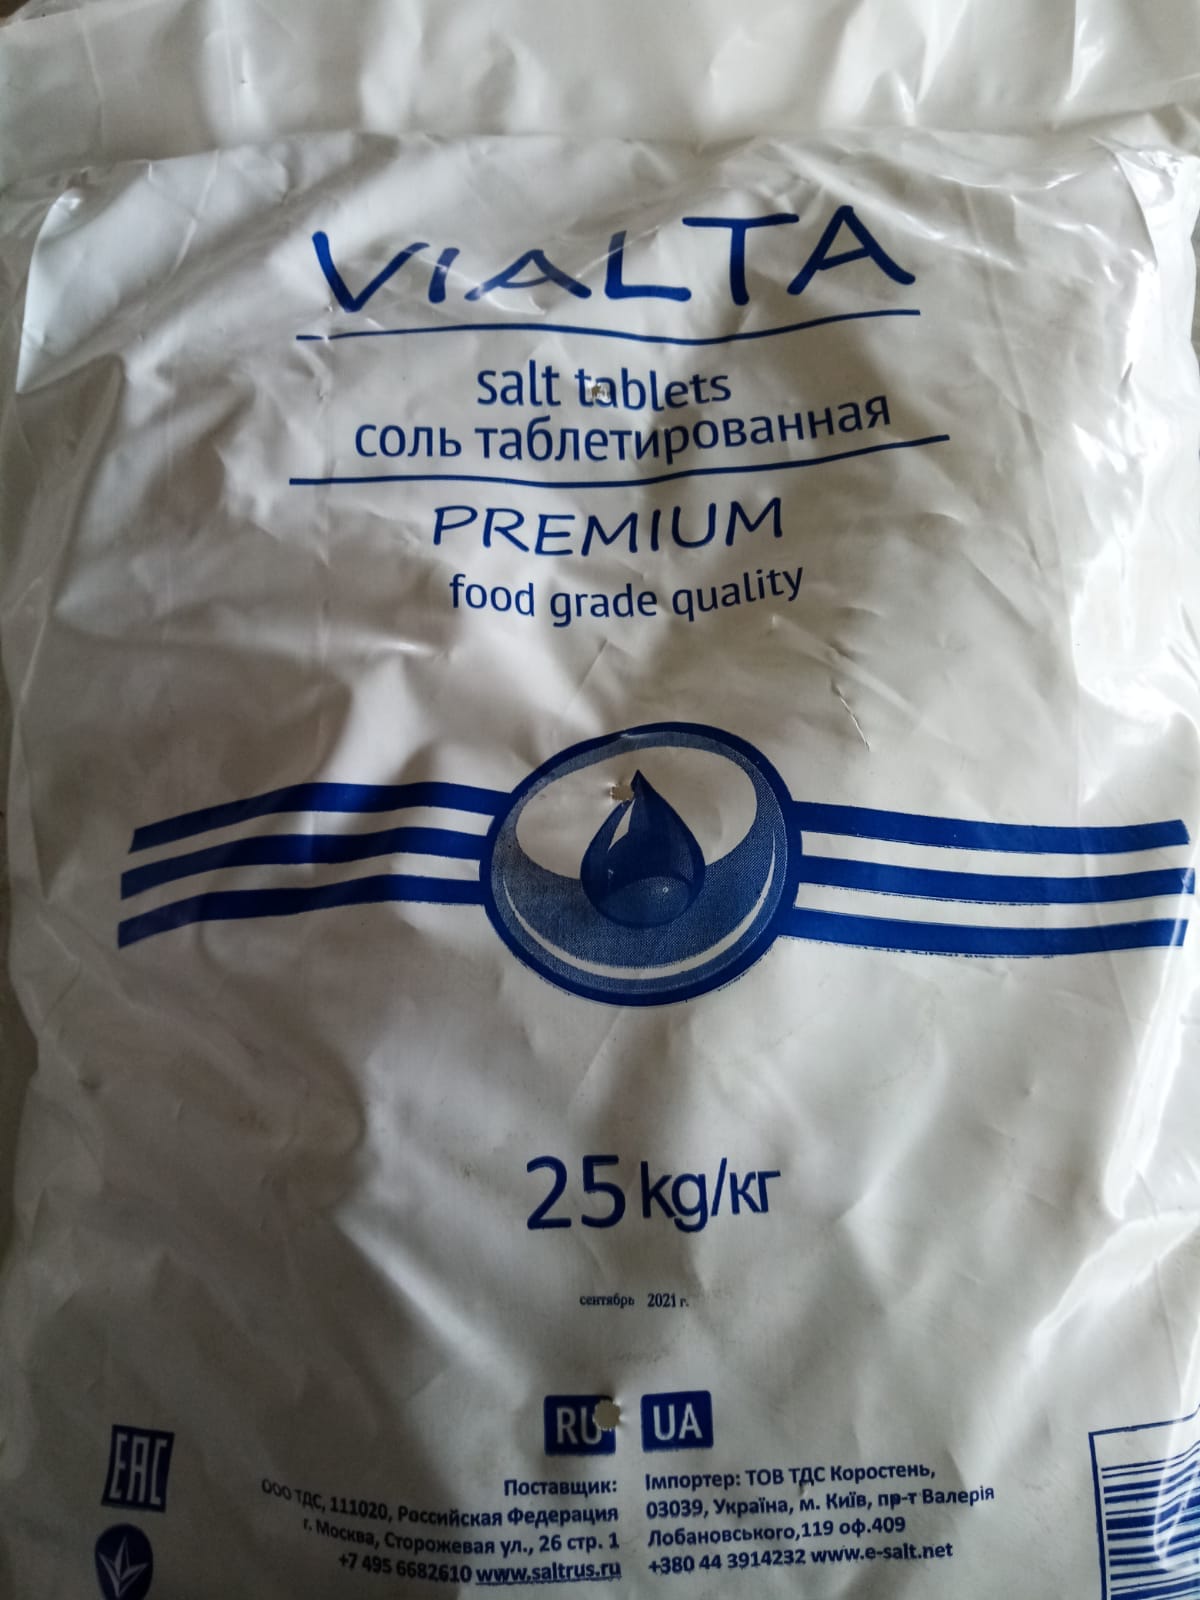 VIALTA
salt tablets
соль таблетированная
PREMIUM
food grade quality
25 kg/кг
сентябрь 2021 г.
RU UA
EAC
Поставщик:
ООО ТДС, 111020, Российская Федерация
г. Москва, Сторожевая ул., 26 стр. 1
+7 495 6682610 www.saltrus.ru
Імпортер: ТОВ ТДС Коростень,
03039, Україна, м. Київ, пр-т Валерія
Лобановського,119 оф.409
+380 44 3914232 www.e-salt.net